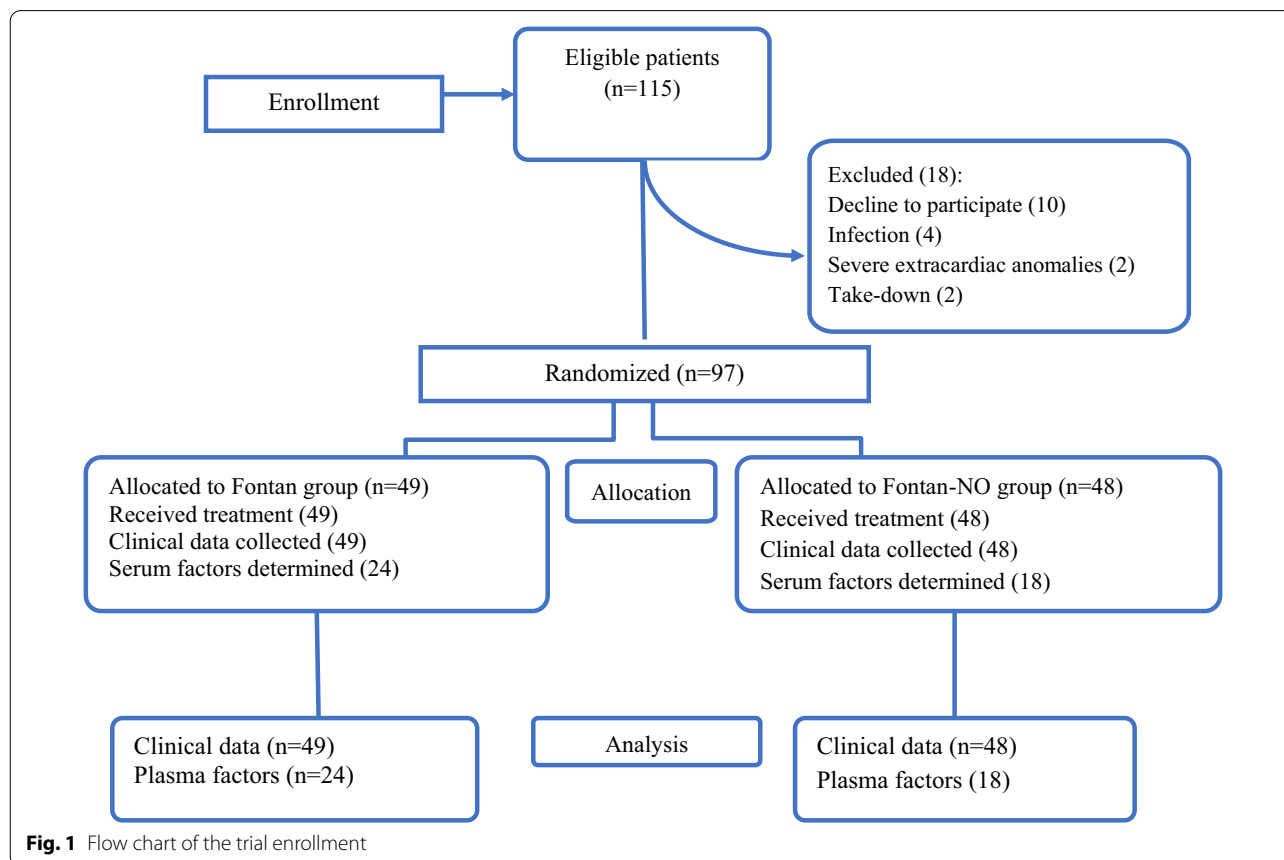 Eligible patients
(n=115)
Enrollment
Excluded (18):
Decline to participate (10)
Infection (4)
Severe extracardiac anomalies (2)
Take-down (2)
Randomized (n=97)
Allocated to Fontan group (n=49)
Received treatment (49)
Clinical data collected (49)
Serum factors determined (24)
Allocation
Allocated to Fontan-NO group (n=48)
Received treatment (48)
Clinical data collected (48)
Serum factors determined (18)
Clinical data (n=49)
Plasma factors (n=24)
Analysis
Clinical data (n=48)
Plasma factors (18)
Fig. 1 Flow chart of the trial enrollment